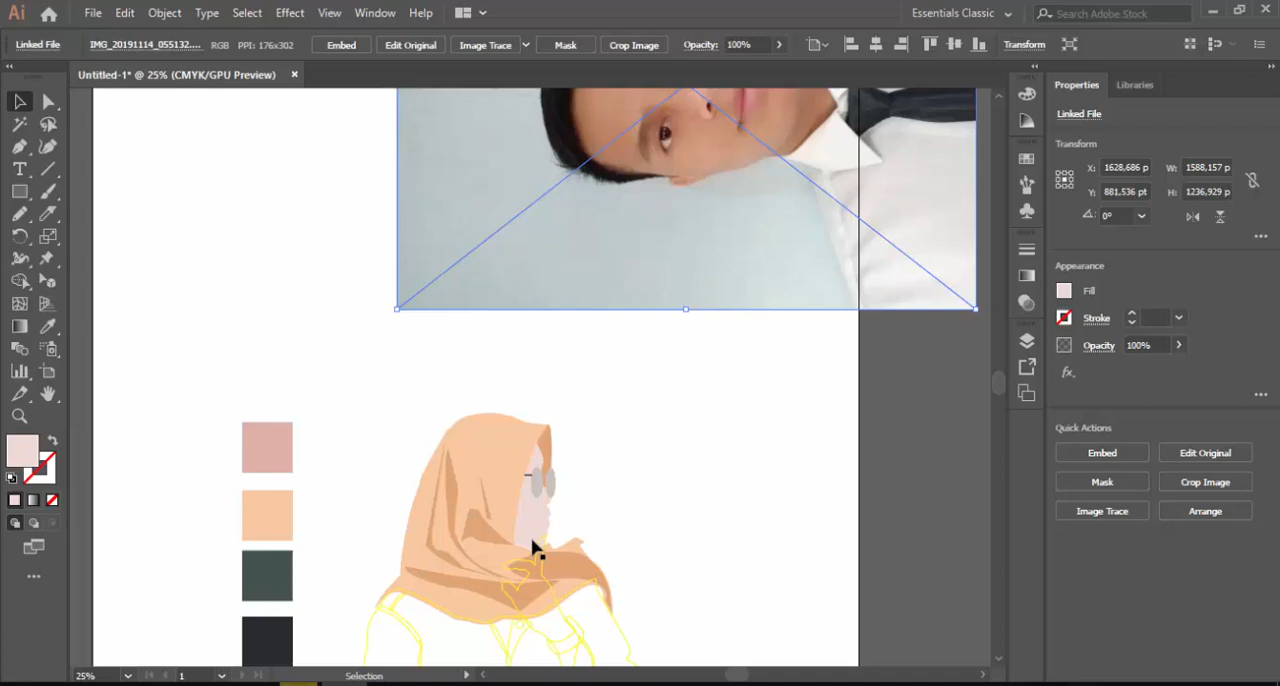 Ai File Edit Object Type Select Effect View Window Help Essentials Classic Search Adobe Stock
Linked File IMG_20191114_055132.... RGB PPI: 176x302 Embed Edit Original Image Trace Mask Crop Image Opacity: 100% Transform
Untitled-1* @ 25% (CMYK/GPU Preview)
Properties Libraries
Linked File
Transform
X: 1628,686 p W: 1588,157 p
Y: 881,536 pt H: 1236,929 p
0°
Appearance
Fill
Stroke
Opacity 100%
fx.
Quick Actions
Embed Edit Original
Mask Crop Image
Image Trace Arrange
25% 1 Selection